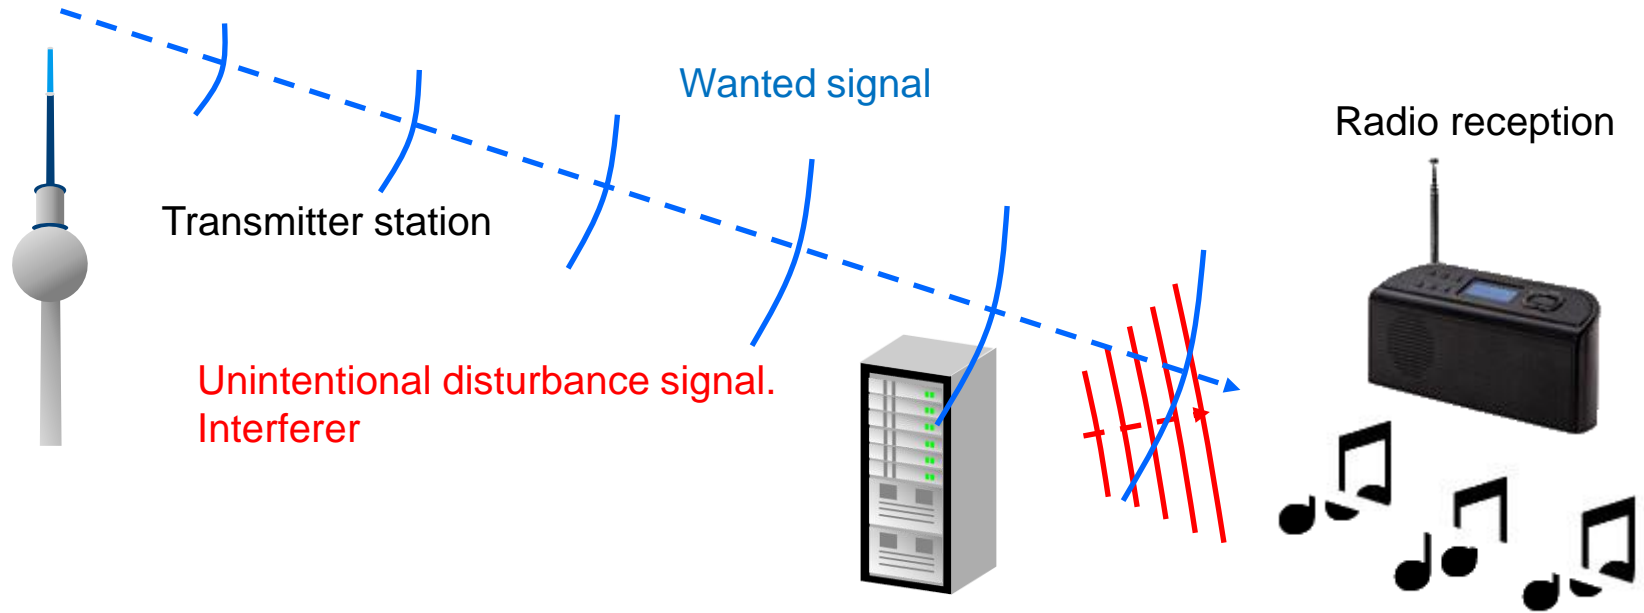 Wanted signal
Radio reception
Transmitter station
Unintentional disturbance signal.
Interferer